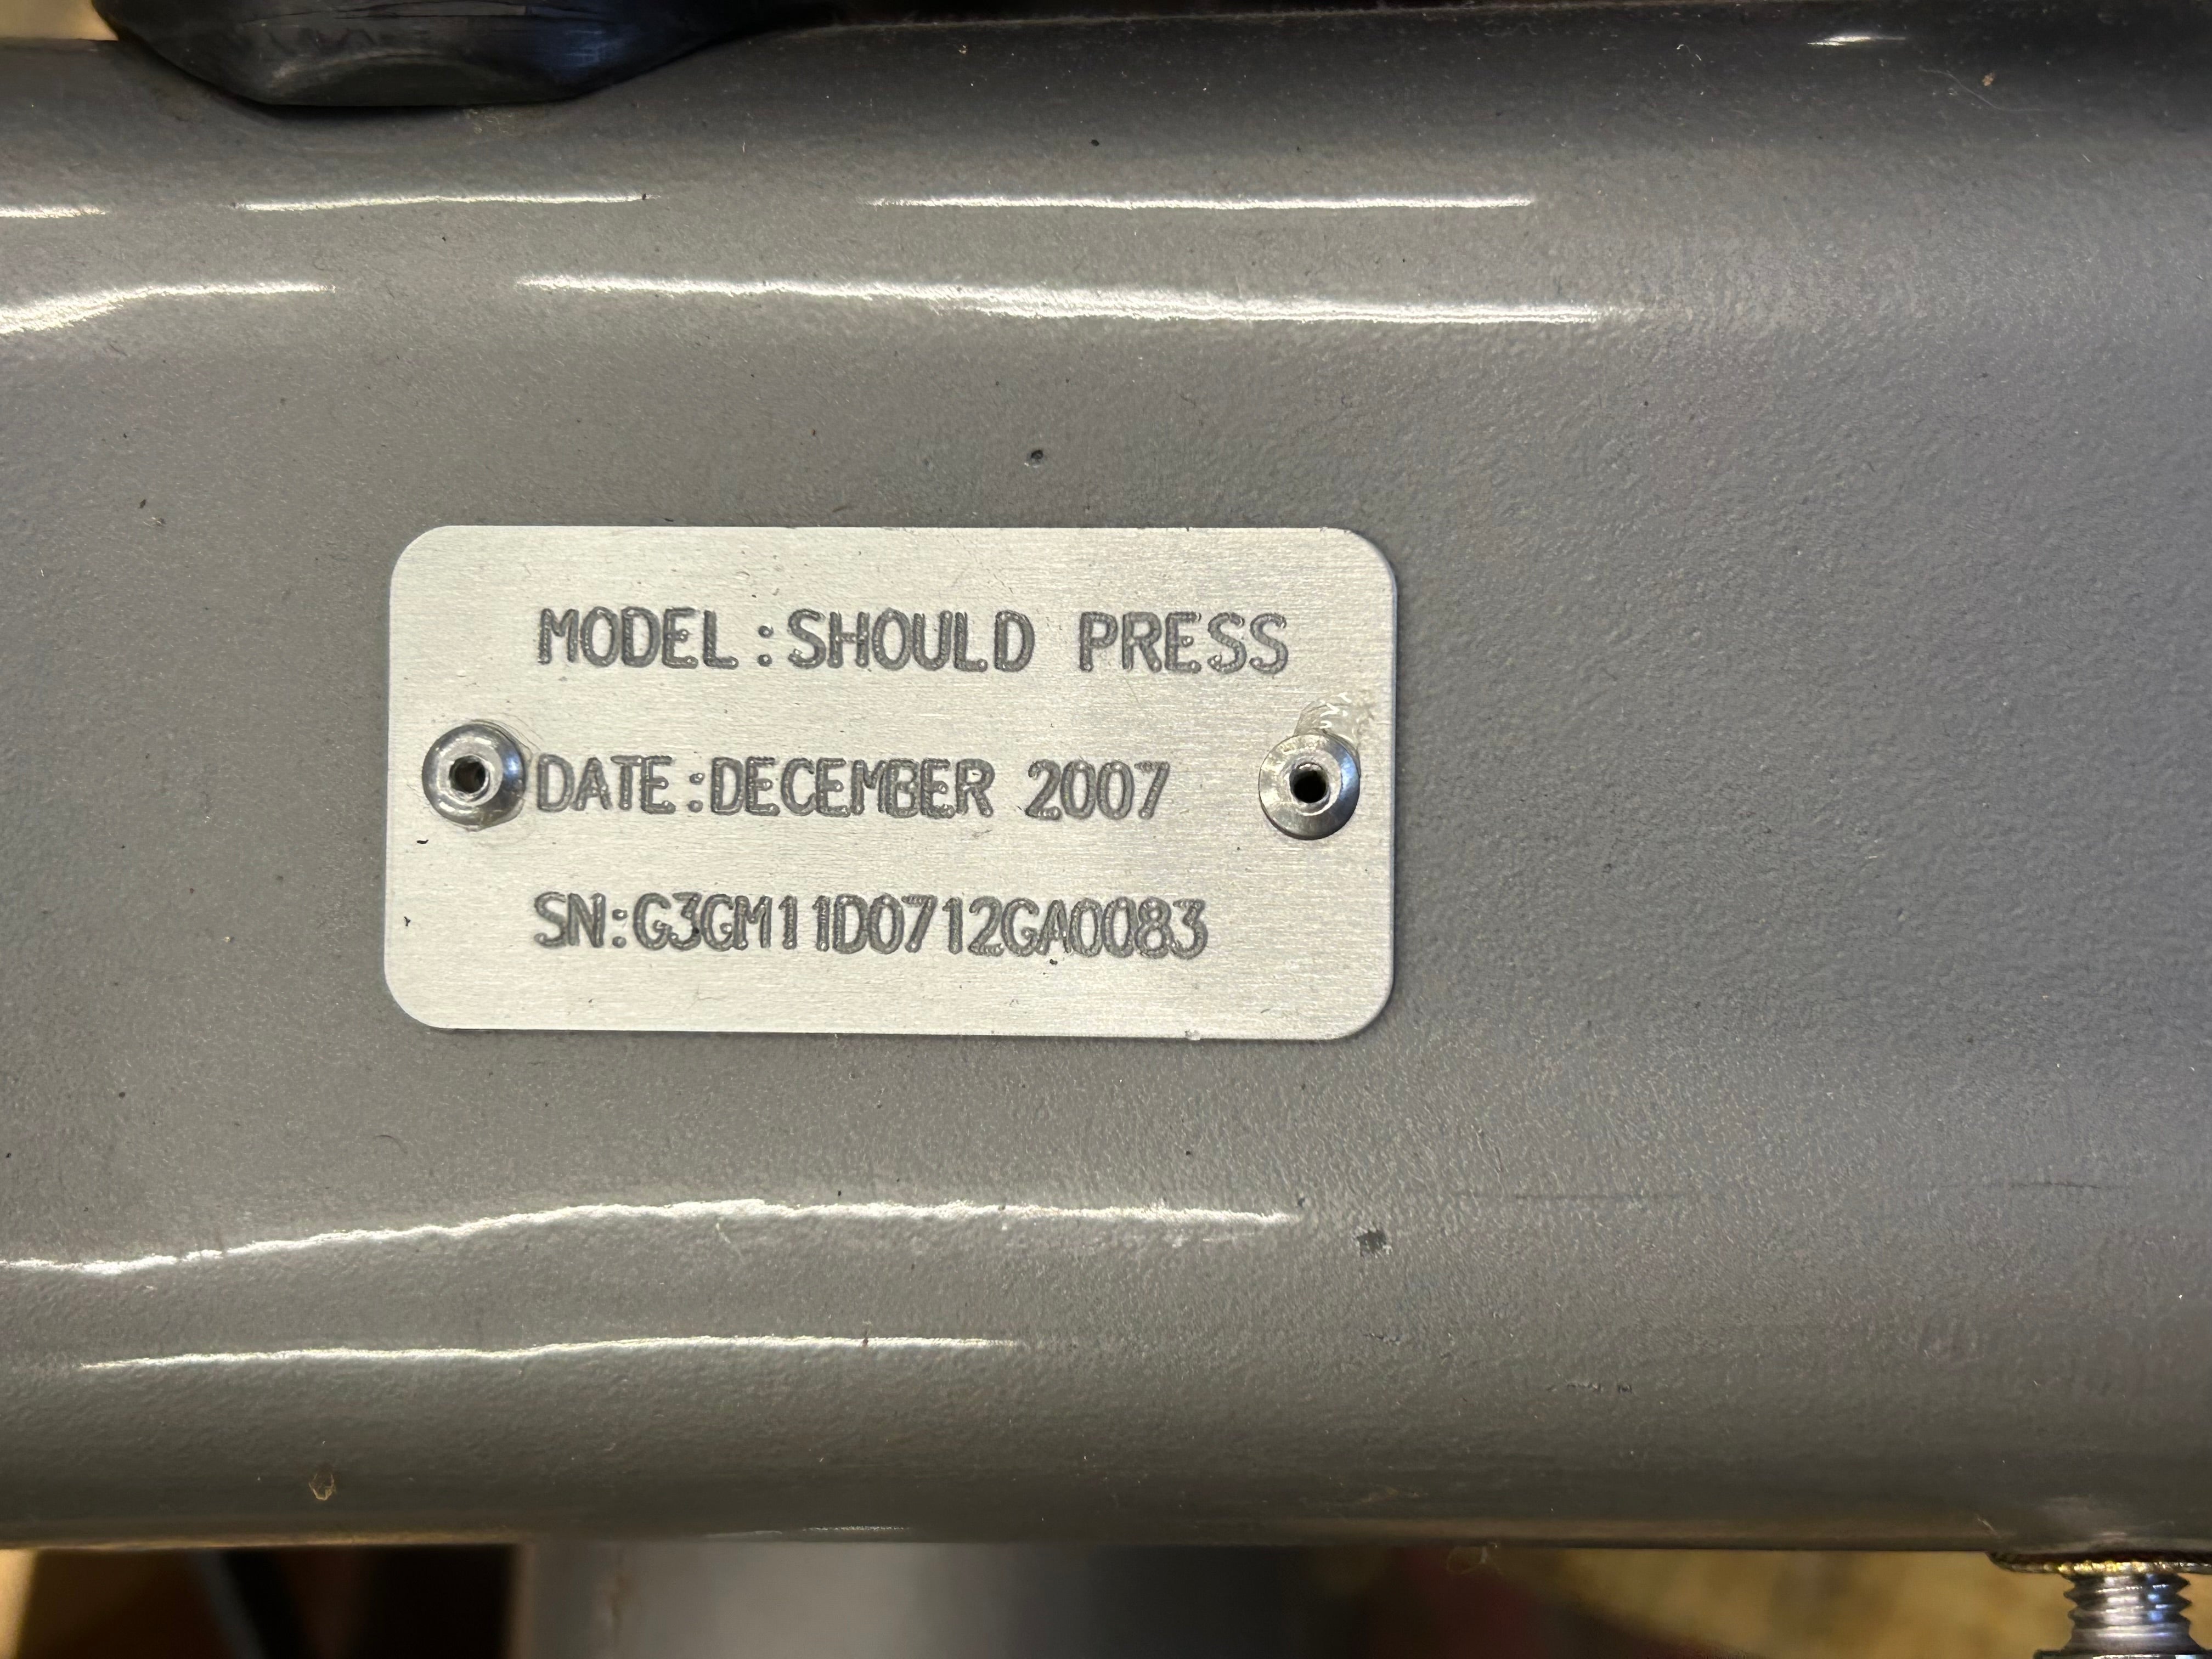 MODEL:SHOULD PRESS
DATE:DECEMBER 2007
SN:G3GM11D0712GA0083